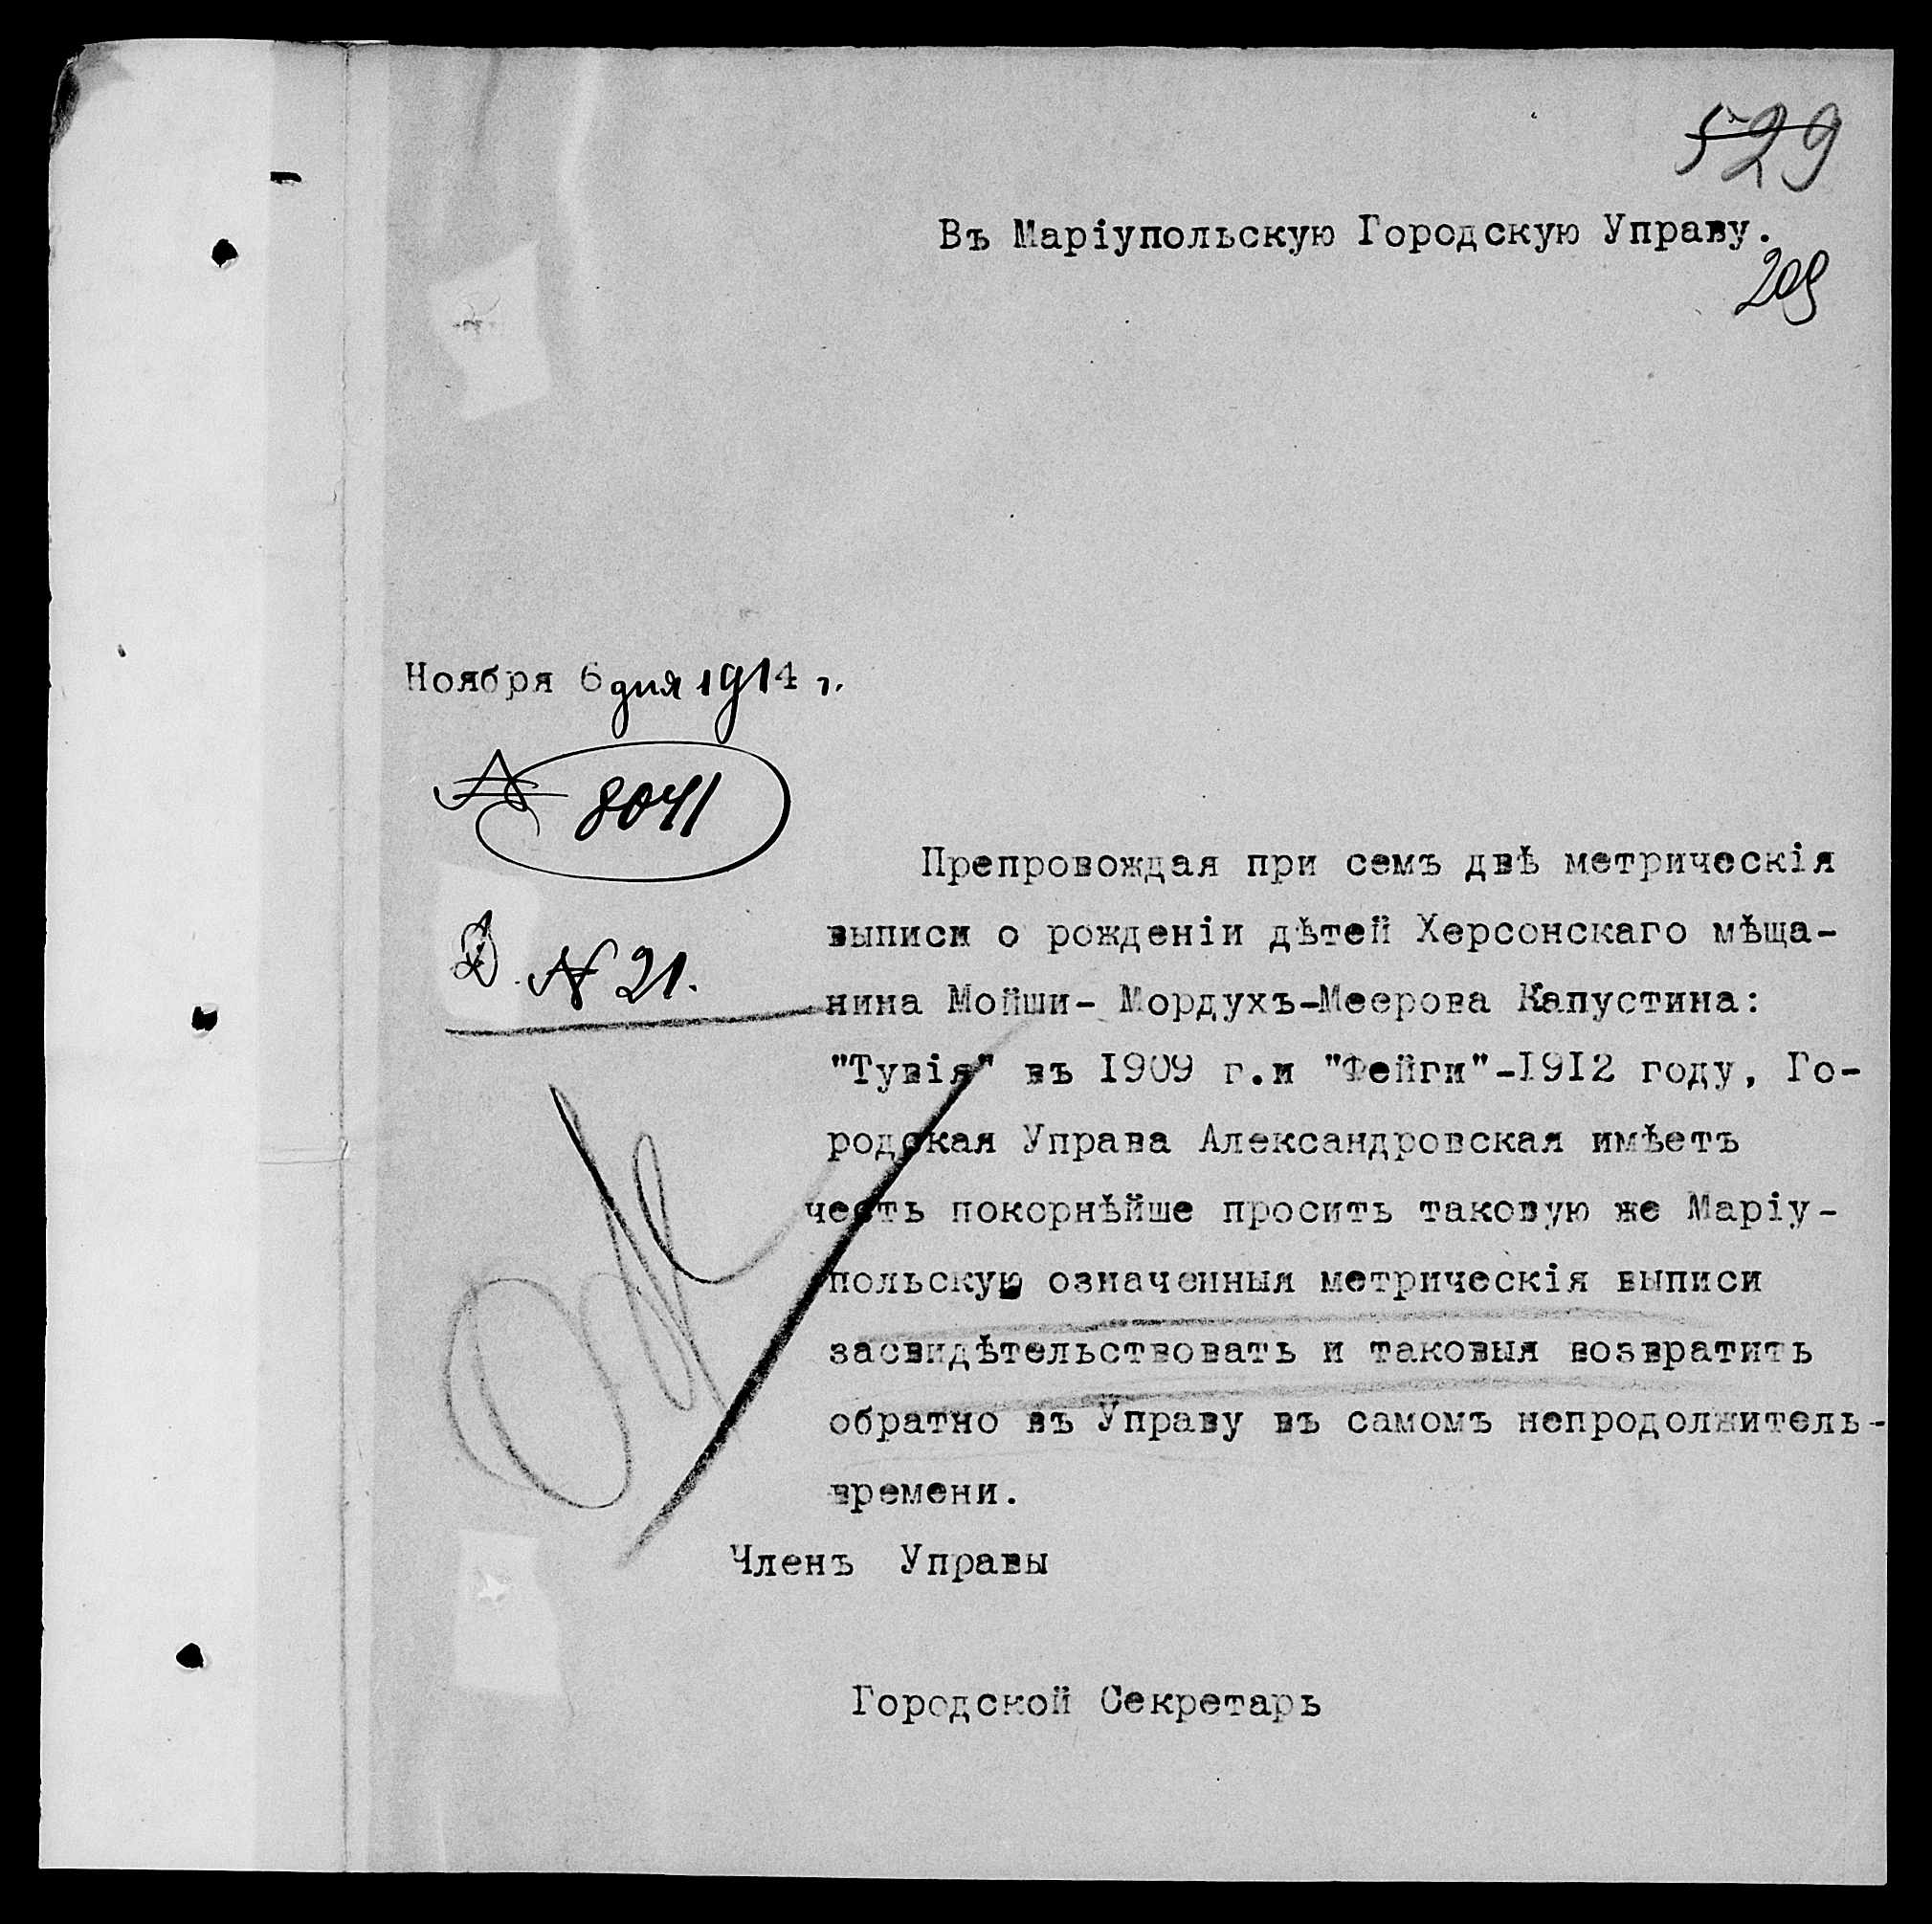 529
Въ Маріупольскую Городскую Управу.
209
Ноября 6 дня 1914 г.
№ 8041
Д. № 21.
Препровождая при семъ двѣ метрическія
выписи о рожденіи дѣтей Херсонскаго мѣща-
нина Мойши- Мордухъ-Меерова Капустина:
"Тувія" въ 1909 г.и "Фейги"-1912 году, Го-
родская Управа Александровская имѣетъ
честь покорнѣйше просить таковую же Маріу-
польскую означенныя метрическія выписи
засвидѣтельствовать и таковыя возвратить
обратно въ Управу въ самомъ непродолжитель-
времени.
Членъ Управы
Городской Секретарь